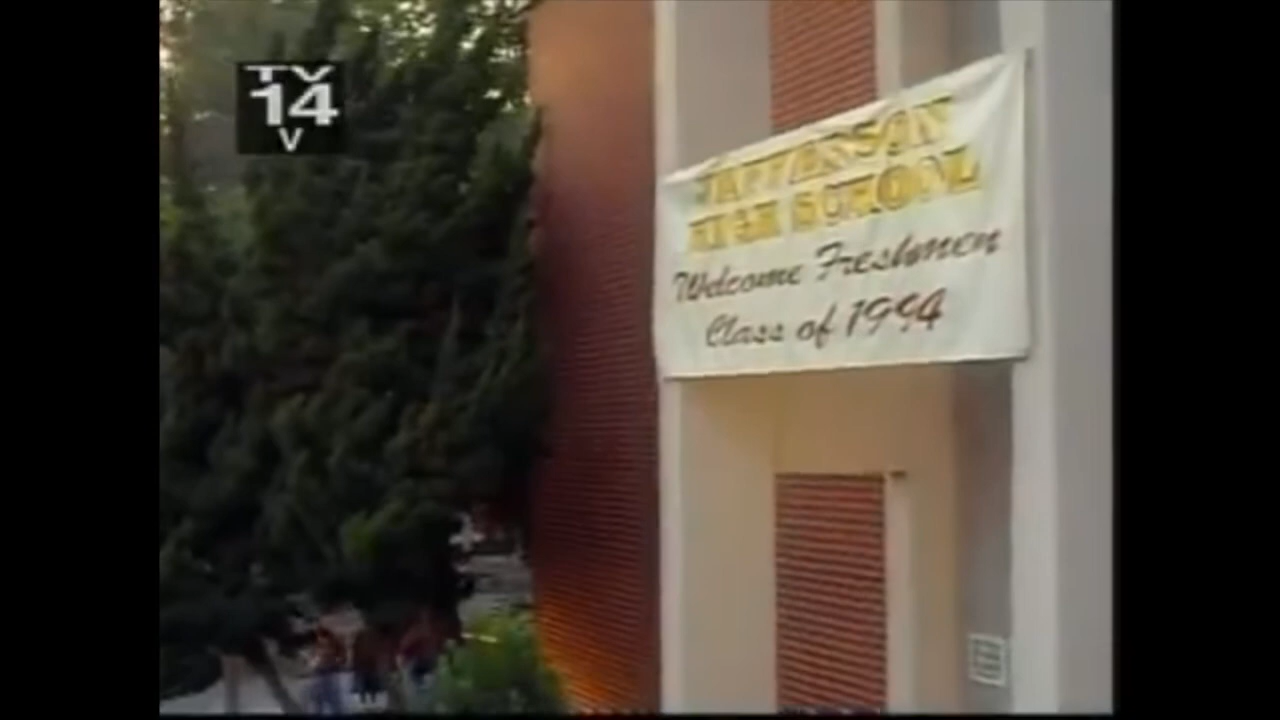 TV
14
V
JEFFERSON
HIGH SCHOOL
Welcome Freshmen
Class of 1994